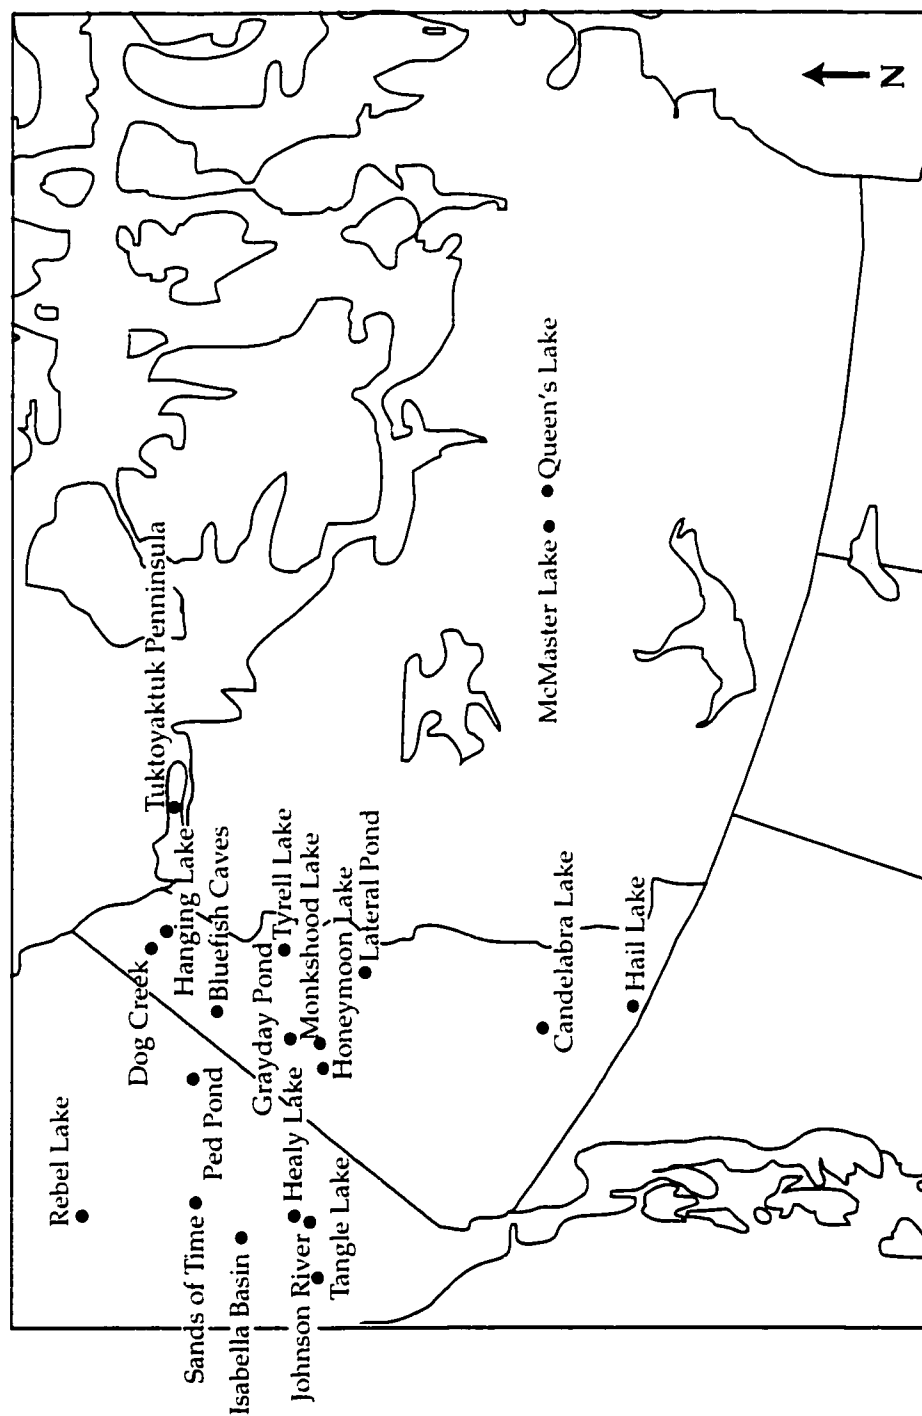 Rebel Lake
Dog Creek
Tuktoyaktuk Penninsula
Hanging Lake
Bluefish Caves
Ped Pond
Sands of Time
Isabella Basin
Grayday Pond
Tyrell Lake
Monkshood Lake
Healy Lake
Johnson River
Honeymoon Lake
Tangle Lake
Lateral Pond
McMaster Lake
Queen's Lake
Candelabra Lake
Hail Lake
N